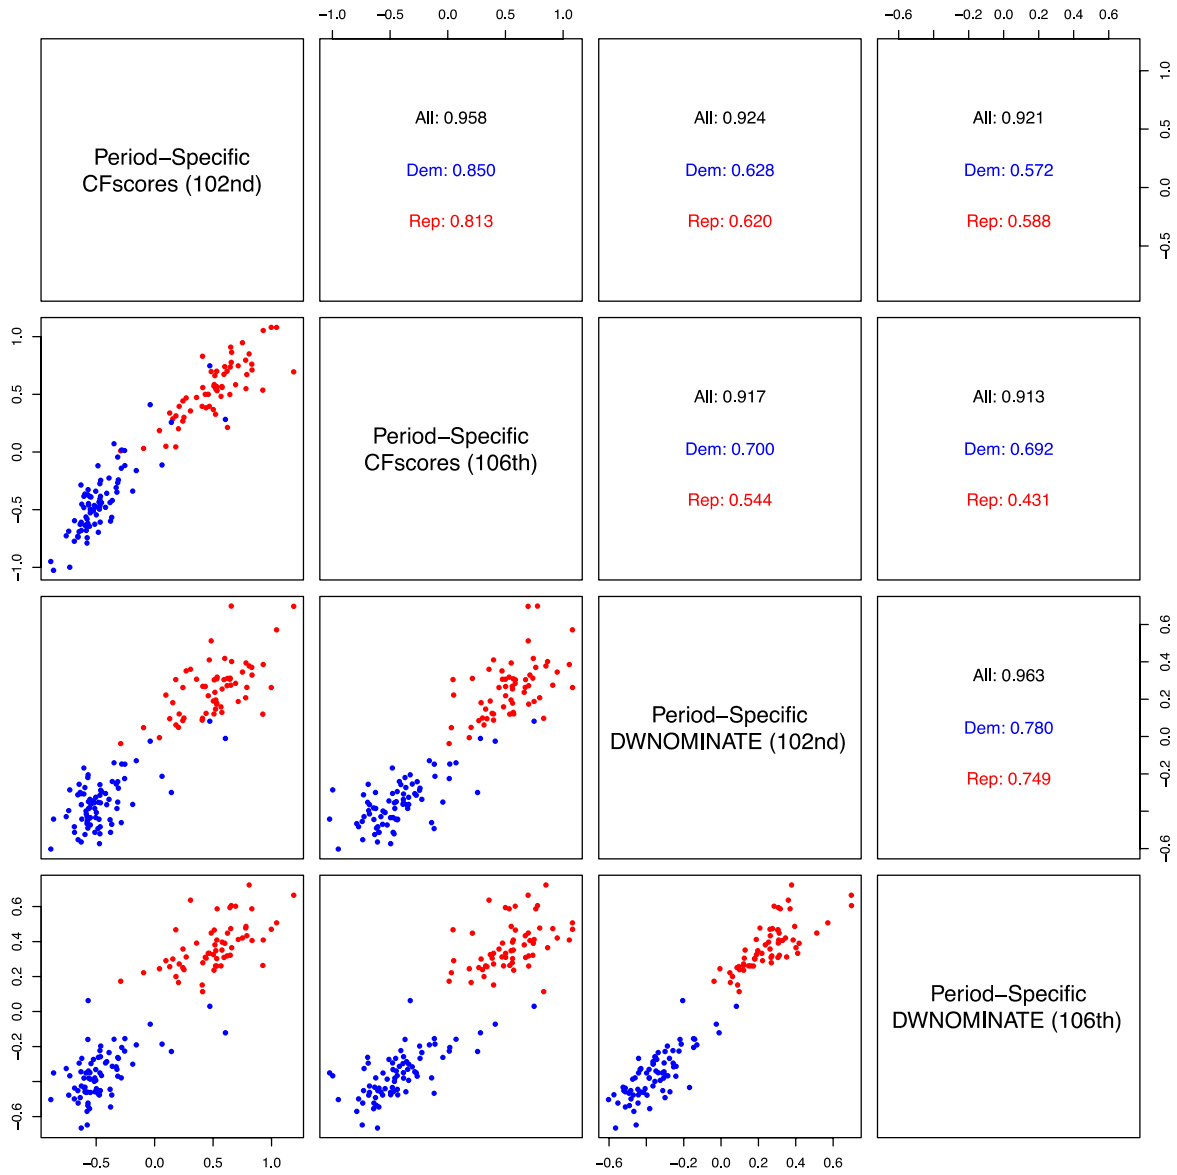 −1.0 −0.5 0.0 0.5 1.0
−0.6 −0.2 0.0 0.2 0.4 0.6
Period−Specific
CFscores (102nd)
All: 0.958
Dem: 0.850
Rep: 0.813
All: 0.924
Dem: 0.628
Rep: 0.620
All: 0.921
Dem: 0.572
Rep: 0.588
1.0
0.5
0.0
−0.5
1.0
0.5
0.0
−0.5
−1.0
Period−Specific
CFscores (106th)
All: 0.917
Dem: 0.700
Rep: 0.544
All: 0.913
Dem: 0.692
Rep: 0.431
Period−Specific
DWNOMINATE (102nd)
All: 0.963
Dem: 0.780
Rep: 0.749
0.6
0.4
0.2
0.0
−0.2
−0.6
0.6
0.4
0.2
0.0
−0.2
−0.6
Period−Specific
DWNOMINATE (106th)
−0.5 0.0 0.5 1.0
−0.6 −0.2 0.0 0.2 0.4 0.6